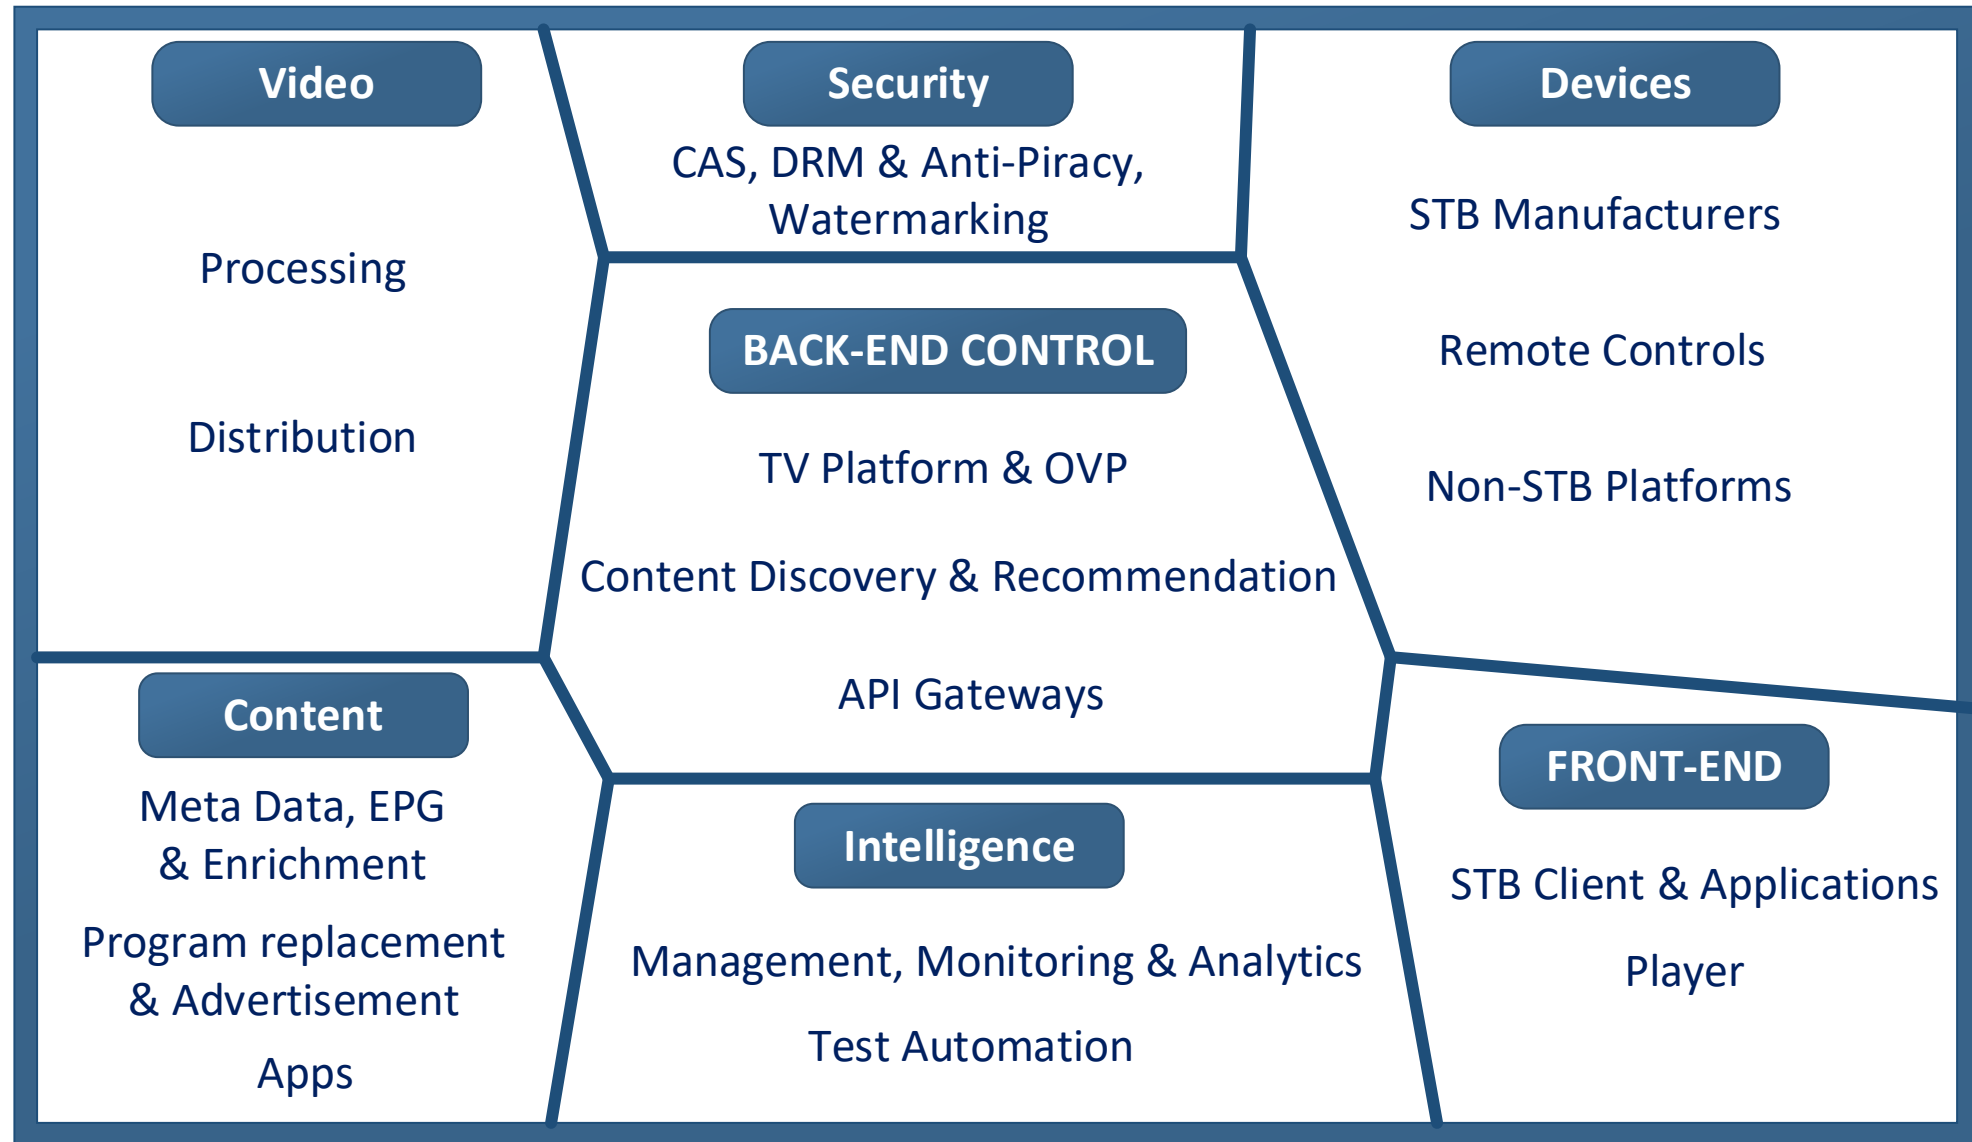 Video
Processing
Distribution
Security
CAS, DRM & Anti-Piracy,
Watermarking
Devices
STB Manufacturers
Remote Controls
Non-STB Platforms
BACK-END CONTROL
TV Platform & OVP
Content Discovery & Recommendation
API Gateways
Content
Meta Data, EPG
& Enrichment
Program replacement
& Advertisement
Apps
Intelligence
Management, Monitoring & Analytics
Test Automation
FRONT-END
STB Client & Applications
Player